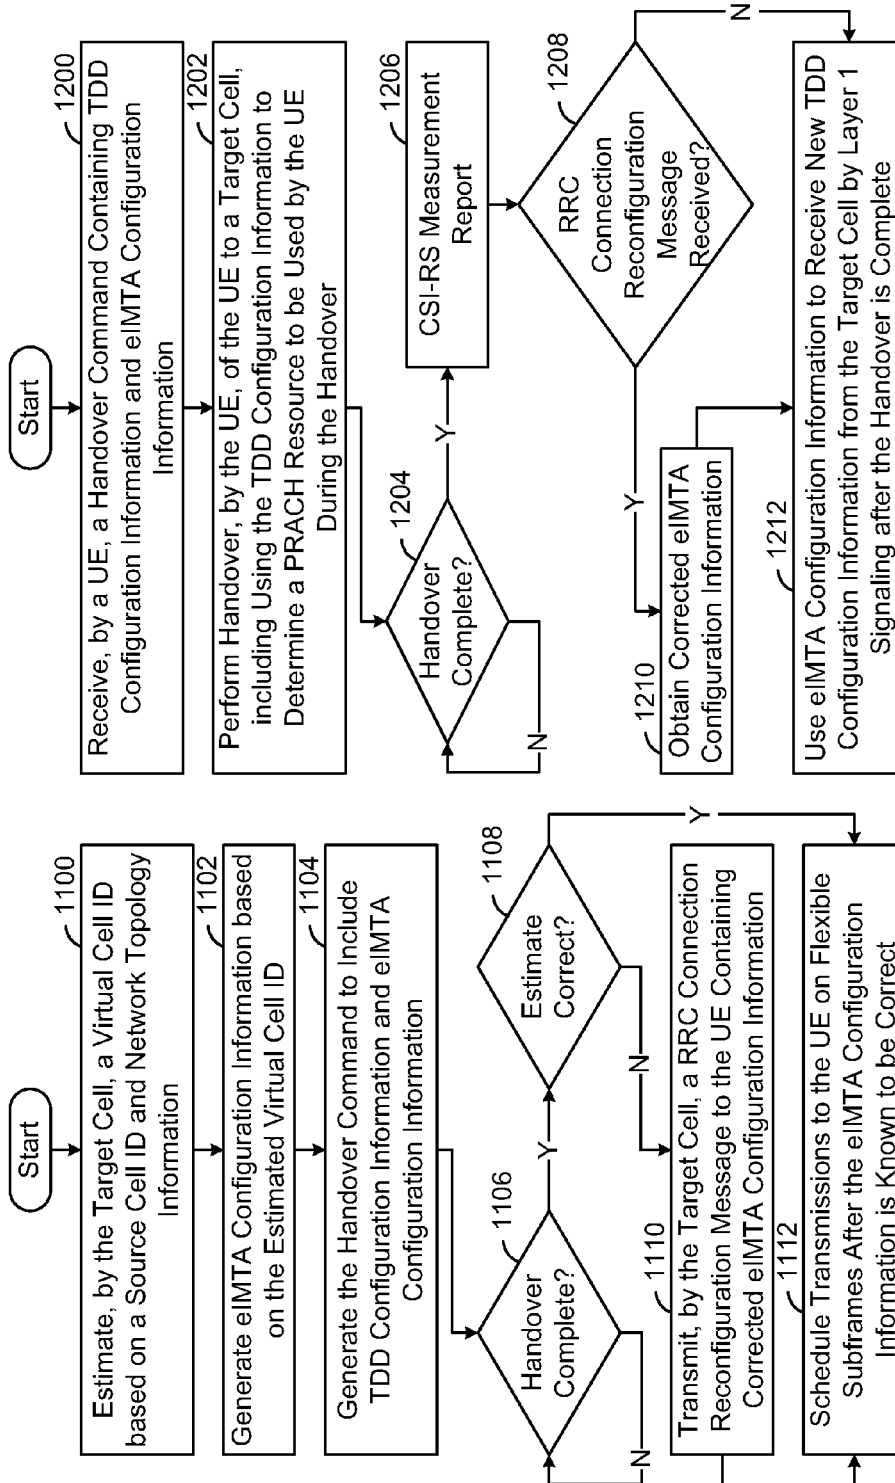 Start
1100
Estimate, by the Target Cell, a Virtual Cell ID
based on a Source Cell ID and Network Topology
Information
1102
Generate eIMTA Configuration Information based
on the Estimated Virtual Cell ID
1104
Generate the Handover Command to Include
TDD Configuration Information and eIMTA
Configuration Information
1106
Handover
Complete?
N
Y
1108
Estimate
Correct?
N
Y
1110
Transmit, by the Target Cell, a RRC Connection
Reconfiguration Message to the UE Containing
Corrected eIMTA Configuration Information
1112
Schedule Transmissions to the UE on Flexible
Subframes After the eIMTA Configuration
Information is Known to be Correct
Start
1200
Receive, by a UE, a Handover Command Containing TDD
Configuration Information and eIMTA Configuration
Information
1202
Perform Handover, by the UE, of the UE to a Target Cell,
including Using the TDD Configuration Information to
Determine a PRACH Resource to be Used by the UE
During the Handover
1204
Handover
Complete?
N
Y
1206
CSI-RS Measurement
Report
1208
RRC
Connection
Reconfiguration
Message
Received?
Y
N
1210
Obtain Corrected eIMTA
Configuration Information
1212
Use eIMTA Configuration Information to Receive New TDD
Configuration Information from the Target Cell by Layer 1
Signaling after the Handover is Complete